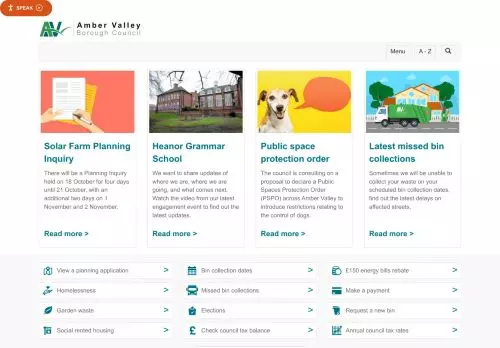 SPEAK
Amber Valley
Borough Council
Menu
A - Z
Solar Farm Planning
Inquiry
There will be a Planning Inquiry
held on 18 October for four days
until 21 October, with an
additional two days on 1
November and 2 November.
Read more >
Heanor Grammar
School
We want to share updates of
where we are, where we are
going, and what comes next.
Watch the video from our latest
engagement event to find out the
latest updates.
Read more >
Public space
protection order
The council is consulting on a
proposal to declare a Public
Spaces Protection Order
(PSPO) across Amber Valley to
introduce restrictions relating to
the control of dogs.
Read more >
Latest missed bin
collections
Sometimes we will be unable to
collect your waste on your
scheduled bin collection dates.
find out the latest delays on
affected streets.
Read more >
View a planning application >
Bin collection dates >
£150 energy bills rebate >
Homelessness >
Missed bin collections >
Make a payment >
Garden waste >
Elections >
Request a new bin >
Social rented housing >
Check council tax balance >
Annual council tax rates >